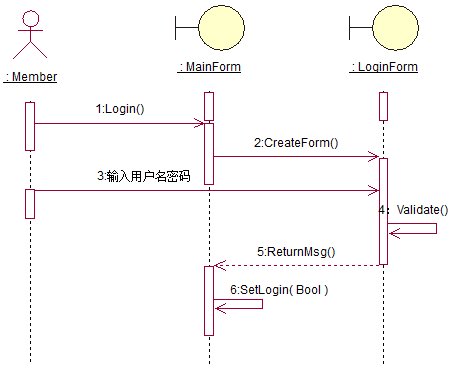 : Member
: MainForm
: LoginForm
1:Login()
2:CreateForm()
3:输入用户名密码
4：Validate()
5:ReturnMsg()
6:SetLogin( Bool )